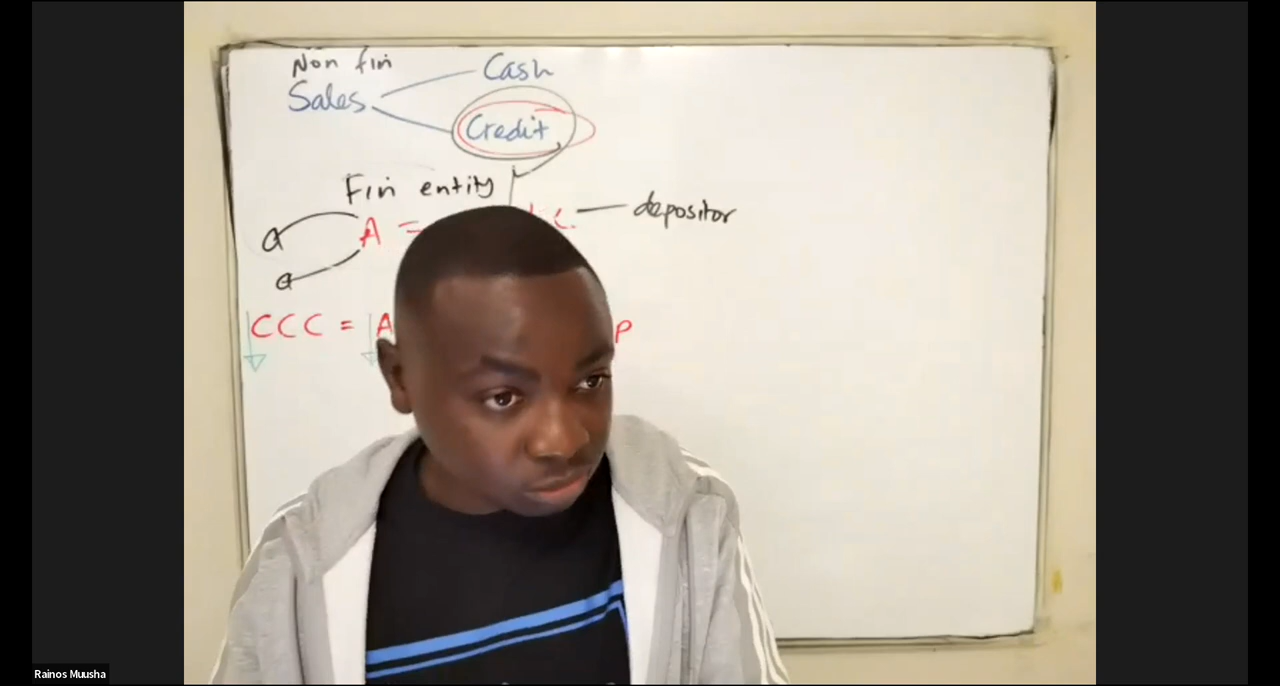 Non fin
Cash
Sales
Credit
Fin entity
A =
depositor
CCC = A
P
Rainos Muusha